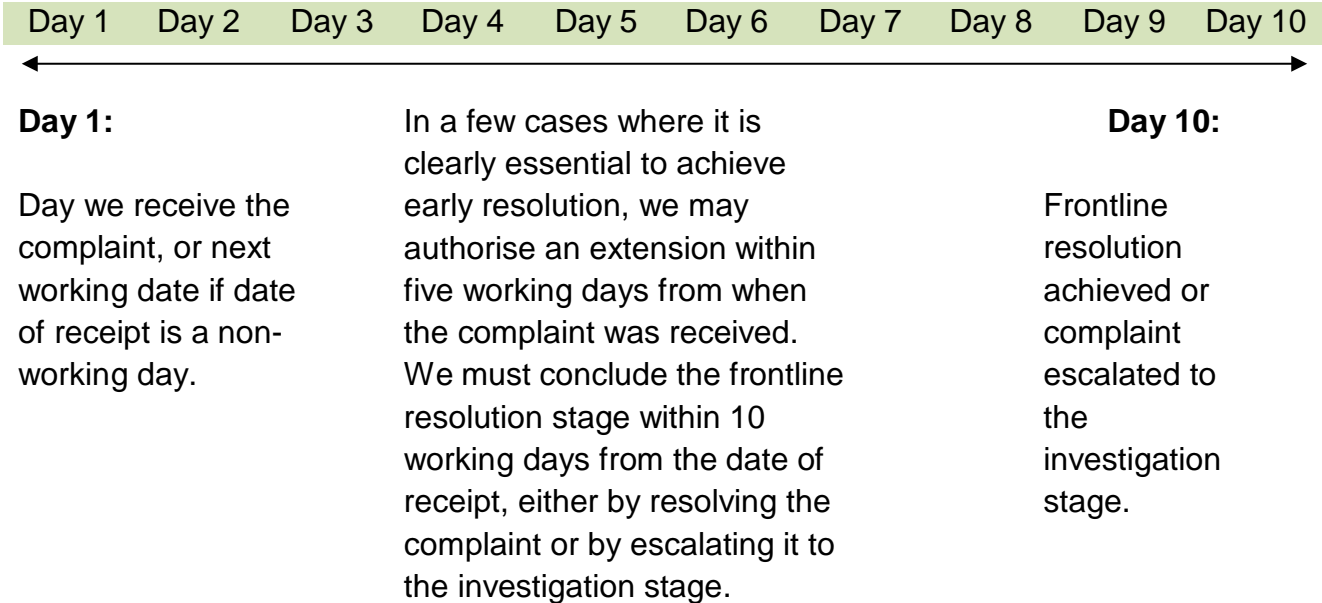 Day 1 Day 2 Day 3 Day 4 Day 5 Day 6 Day 7 Day 8 Day 9 Day 10
Day 1:
Day we receive the
complaint, or next
working date if date
of receipt is a non-
working day.
In a few cases where it is
clearly essential to achieve
early resolution, we may
authorise an extension within
five working days from when
the complaint was received.
We must conclude the frontline
resolution stage within 10
working days from the date of
receipt, either by resolving the
complaint or by escalating it to
the investigation stage.
Day 10:
Frontline
resolution
achieved or
complaint
escalated to
the
investigation
stage.